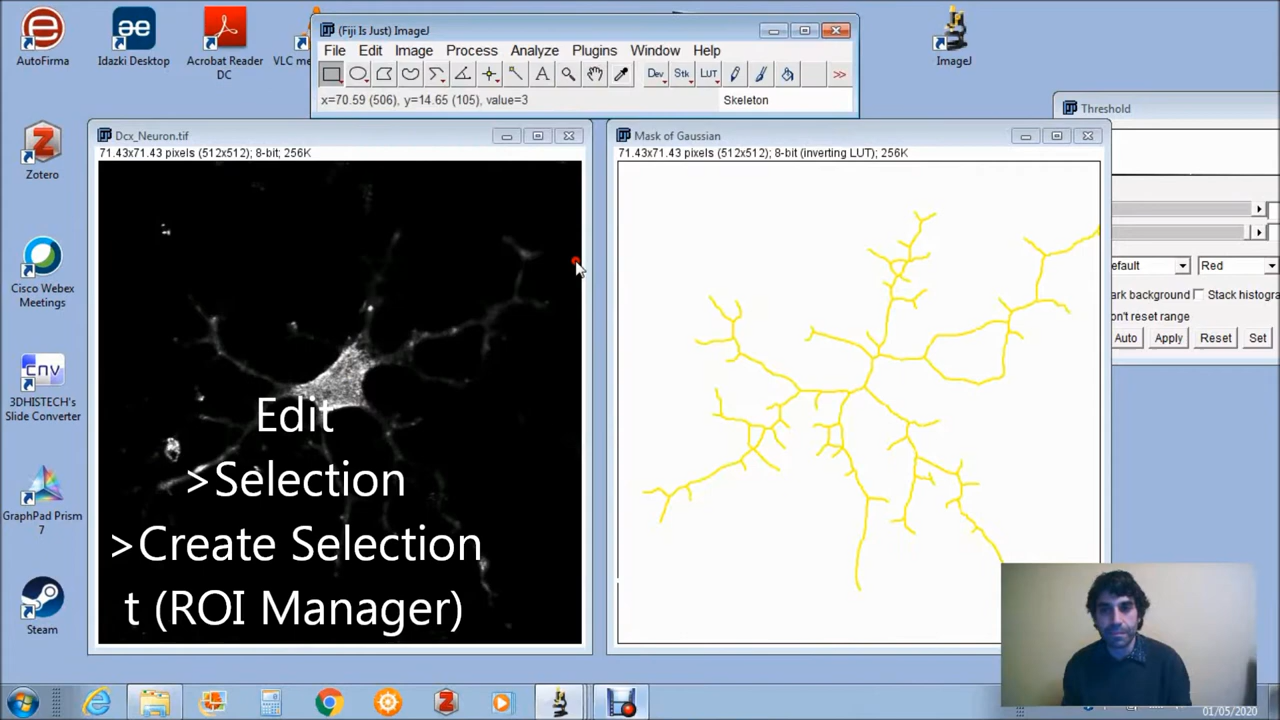 AutoFirma
Idazki Desktop
Acrobat Reader
DC
VLC me
ImageJ
Zotero
Cisco Webex
Meetings
3DHISTECH's
Slide Converter
GraphPad Prism
7
Steam
(Fiji Is Just) ImageJ
File Edit Image Process Analyze Plugins Window Help
Dev Stk LUT >>
x=70.59 (506), y=14.65 (105), value=3
Skeleton
Dcx_Neuron.tif
71.43x71.43 pixels (512x512); 8-bit; 256K
Mask of Gaussian
71.43x71.43 pixels (512x512); 8-bit (inverting LUT); 256K
Threshold
efault
Red
ark background
Stack histogra
on't reset range
Auto Apply Reset Set
Edit
>Selection
>Create Selection
t (ROI Manager)
01/05/2020